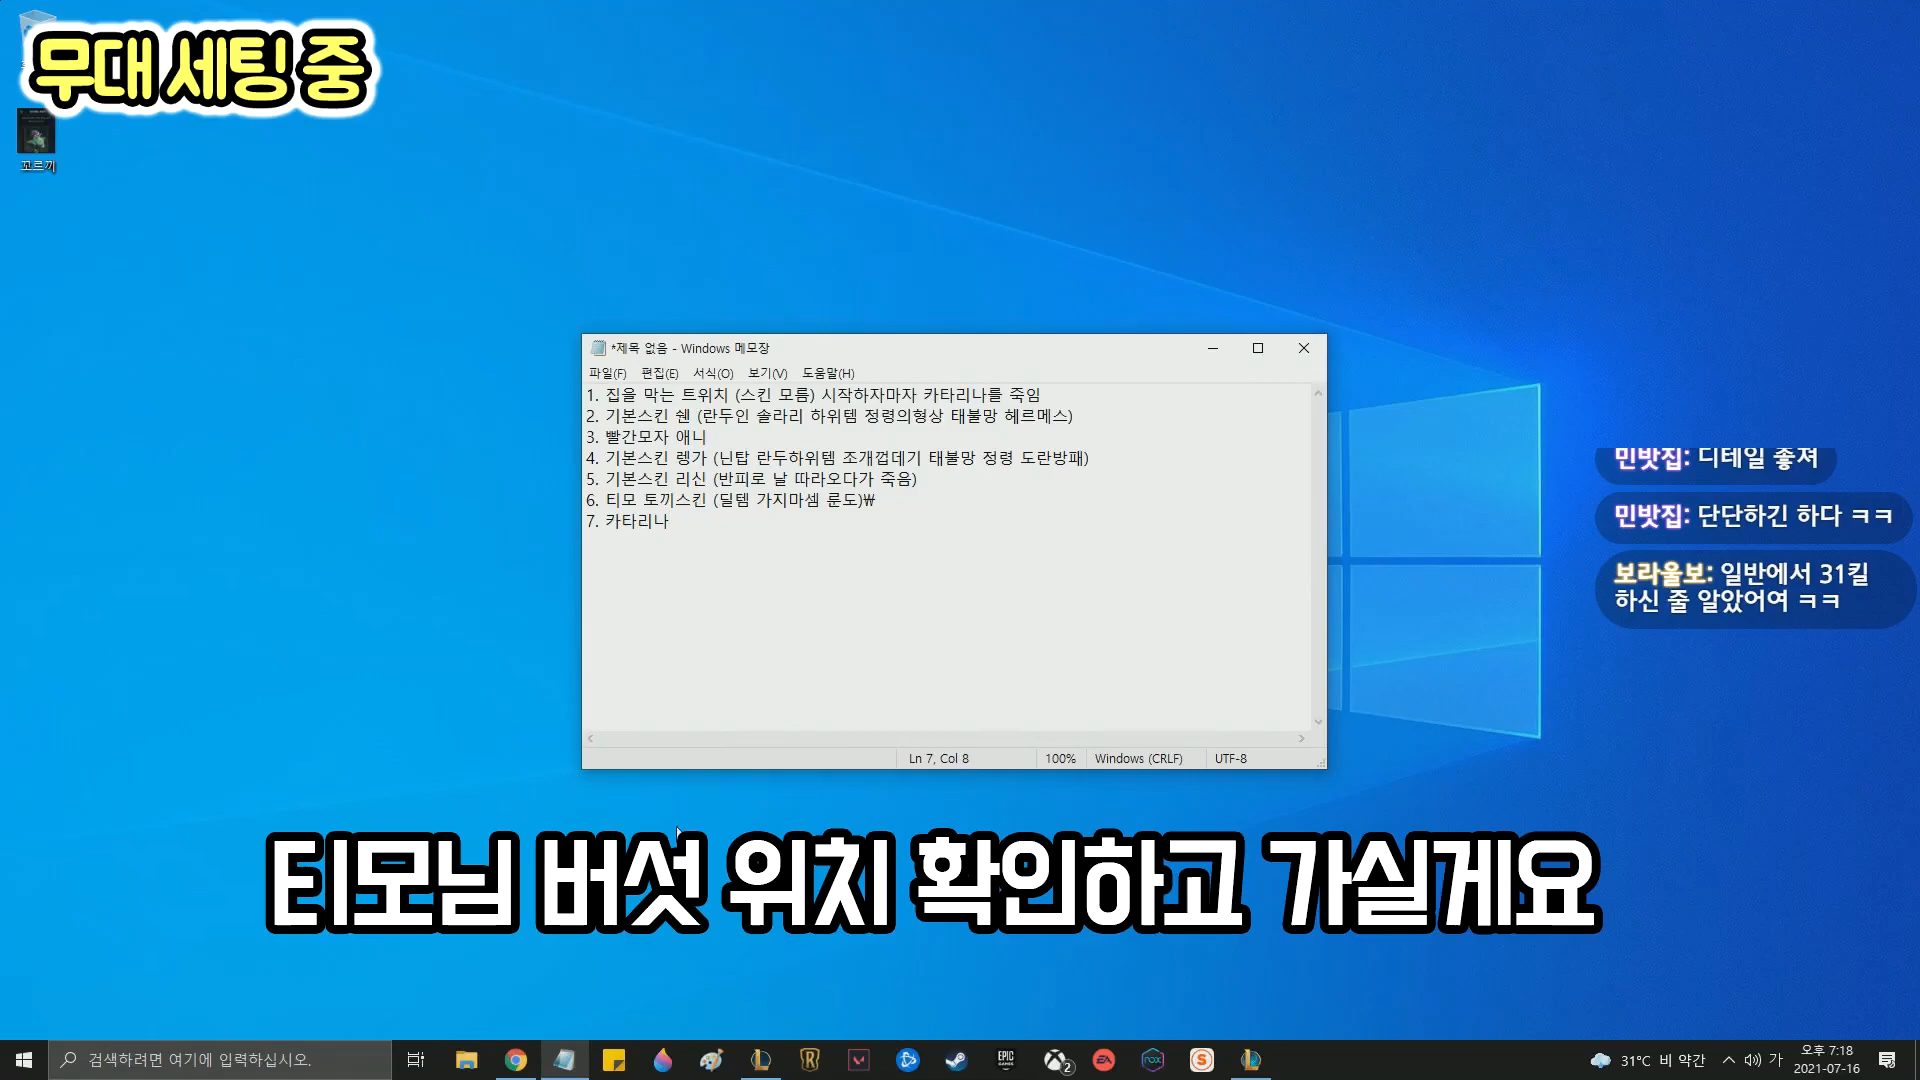 무대 세팅 중
꼬르끼
*제목 없음 - Windows 메모장
파일(F) 편집(E) 서식(O) 보기(V) 도움말(H)
1. 집을 막는 트위치 (스킨 모름) 시작하자마자 카타리나를 죽임
2. 기본스킨 쉔 (란두인 솔라리 하위템 정령의형상 태불망 헤르메스)
3. 빨간모자 애니
4. 기본스킨 렝가 (닌탑 란두하위템 조개껍데기 태불망 정령 도란방패)
5. 기본스킨 리신 (반피로 날 따라오다가 죽음)
6. 티모 토끼스킨 (딜템 가지마셈 룬도)₩
7. 카타리나
Ln 7, Col 8 100% Windows (CRLF) UTF-8
민밧집: 디테일 좋져
민밧집: 단단하긴 하다 ㅋㅋ
보라울보: 일반에서 31킬
하신 줄 알았어여 ㅋㅋ
티모님 버섯 위치 확인하고 가실게요
검색하려면 여기에 입력하십시오.
EPIC
GAMES
2
EA
nox
S
31°C 비 약간
가
오후 7:18
2021-07-16